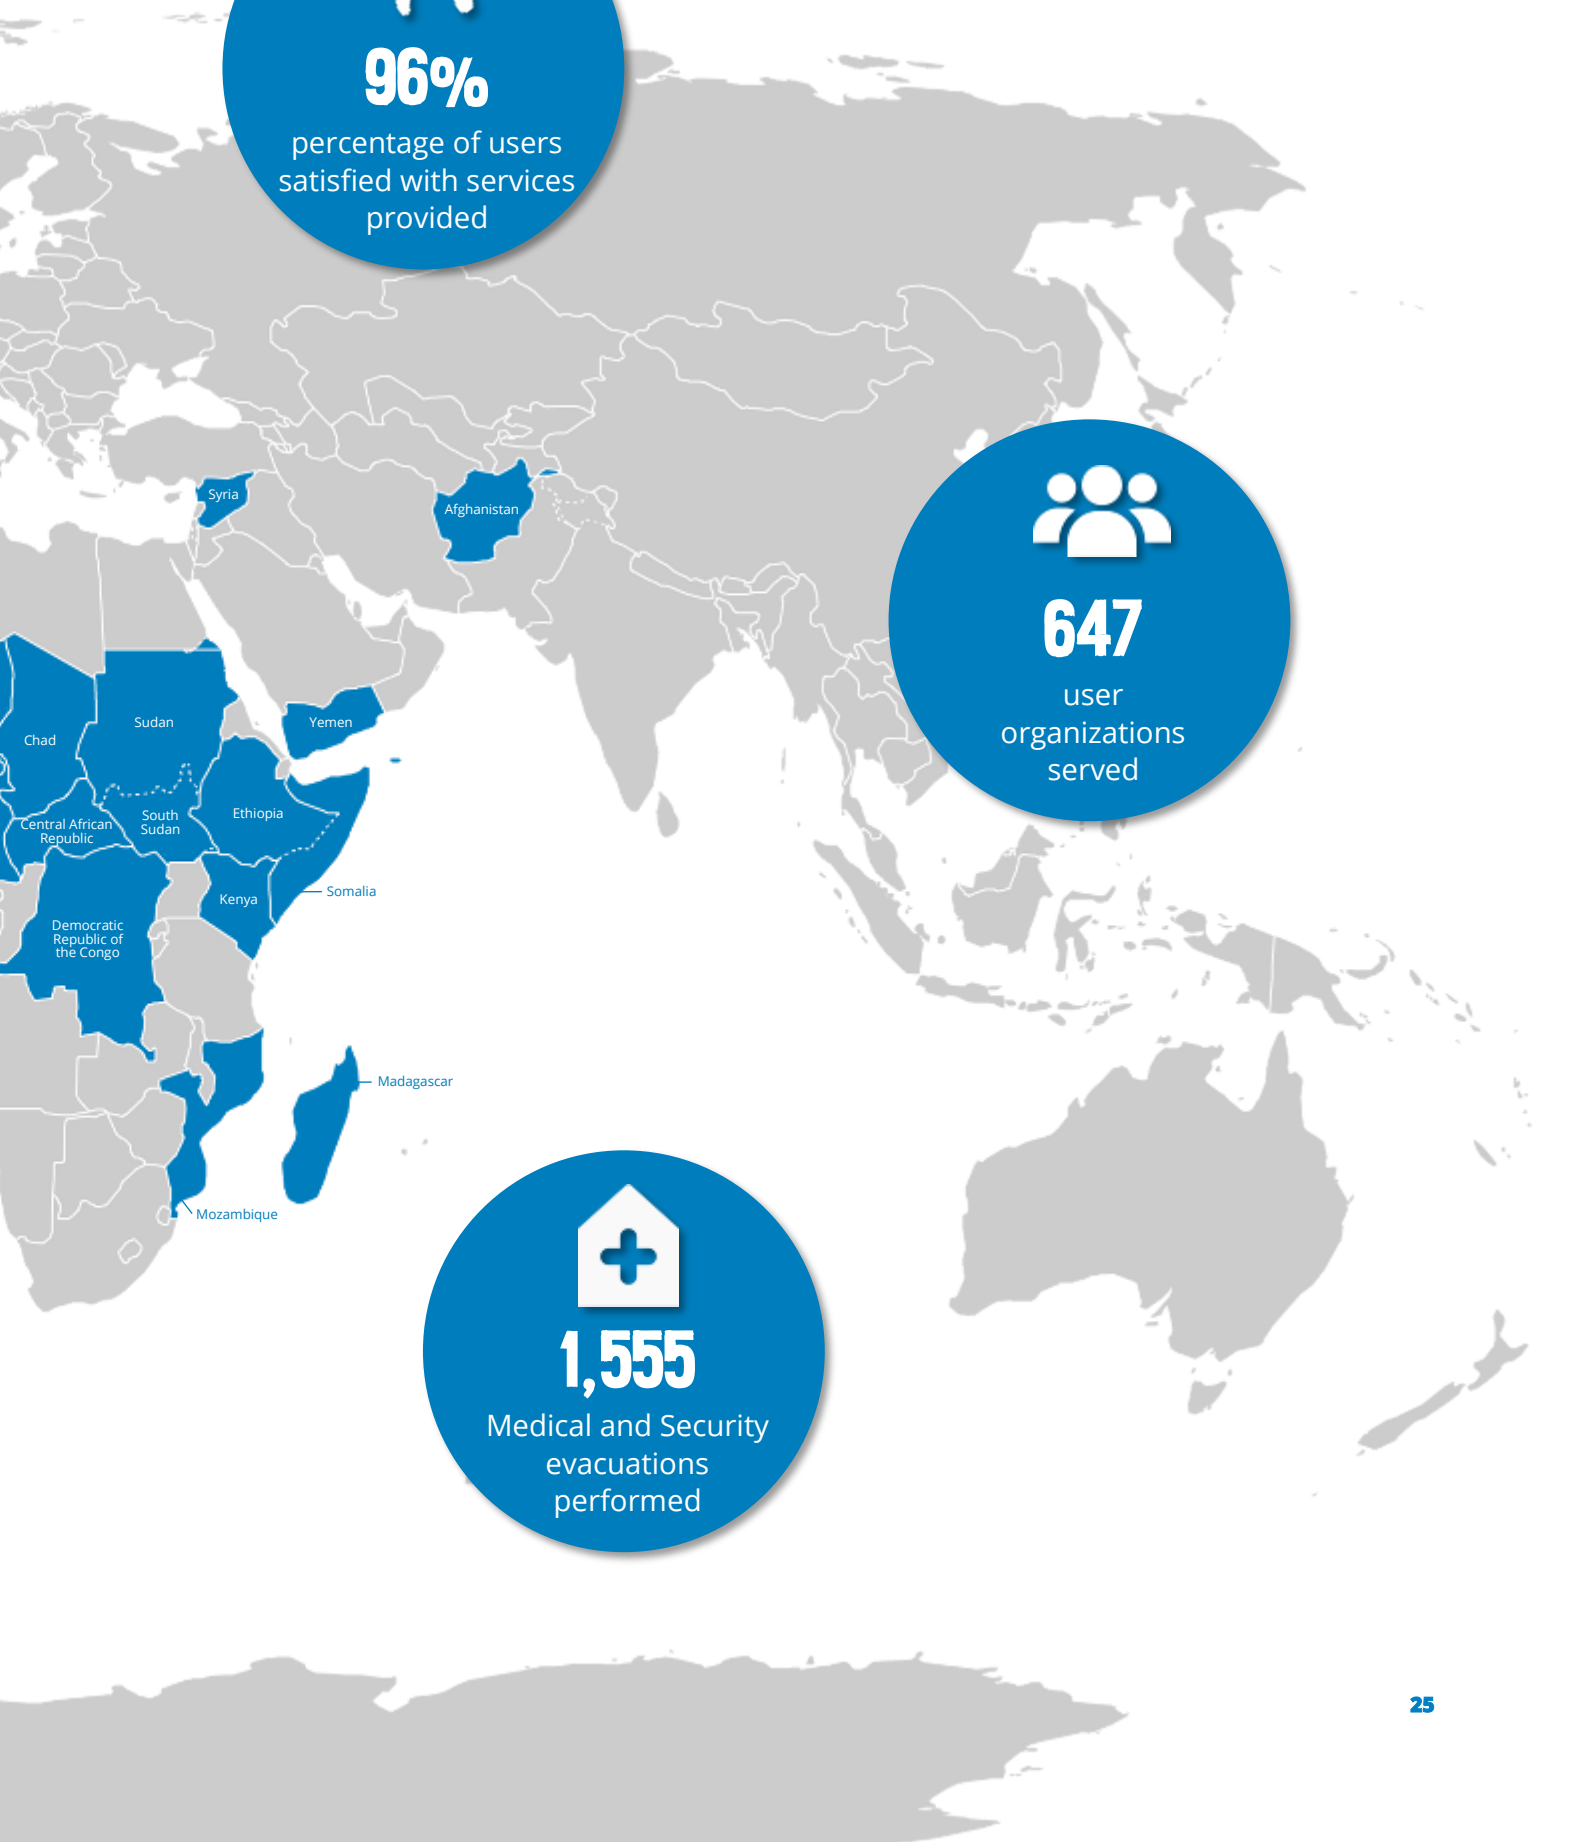 96%
percentage of users
satisfied with services
provided
Syria
Afghanistan
647
user
organizations
served
Sudan
Yemen
Chad
Ethiopia
South
Sudan
Central African
Republic
Somalia
Kenya
Democratic
Republic of
the Congo
Madagascar
Mozambique
1,555
Medical and Security
evacuations
performed
25